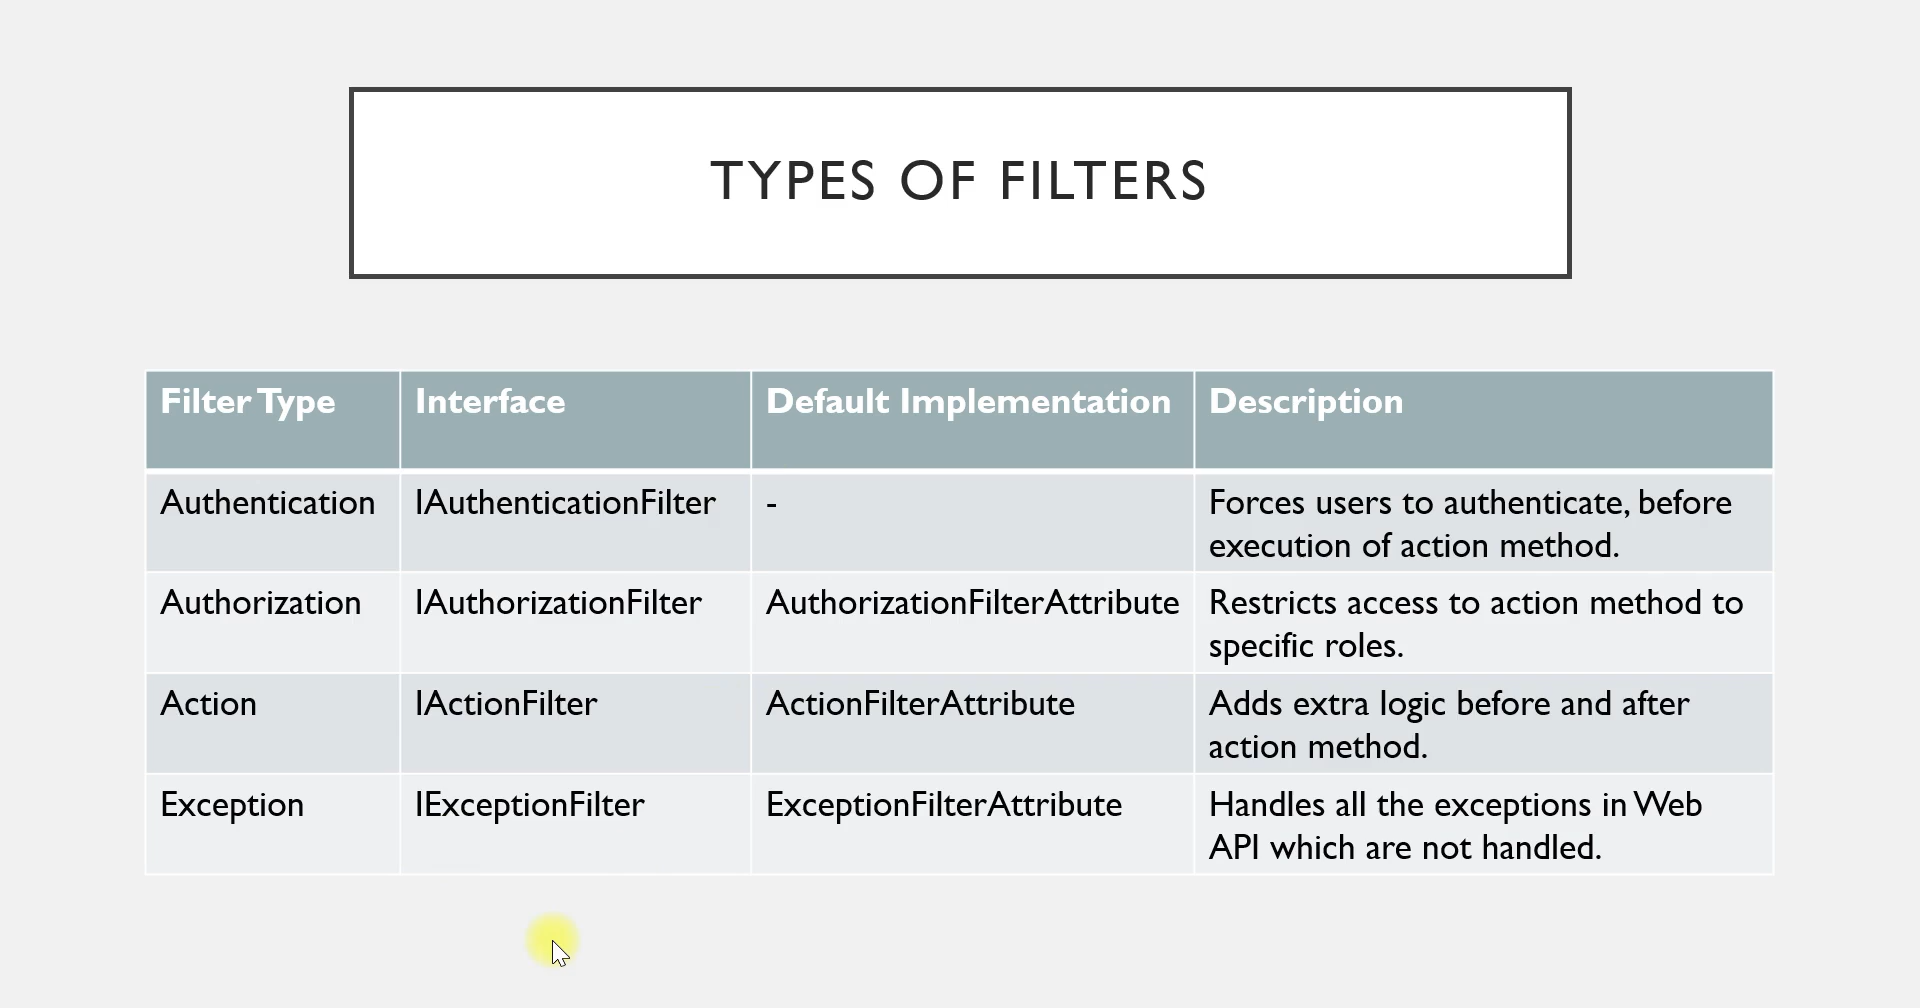 TYPES OF FILTERS
Filter Type Interface Default Implementation Description
Authentication IAuthenticationFilter - Forces users to authenticate, before
execution of action method.
Authorization IAuthorizationFilter AuthorizationFilterAttribute Restricts access to action method to
specific roles.
Action IActionFilter ActionFilterAttribute Adds extra logic before and after
action method.
Exception IExceptionFilter ExceptionFilterAttribute Handles all the exceptions in Web
API which are not handled.